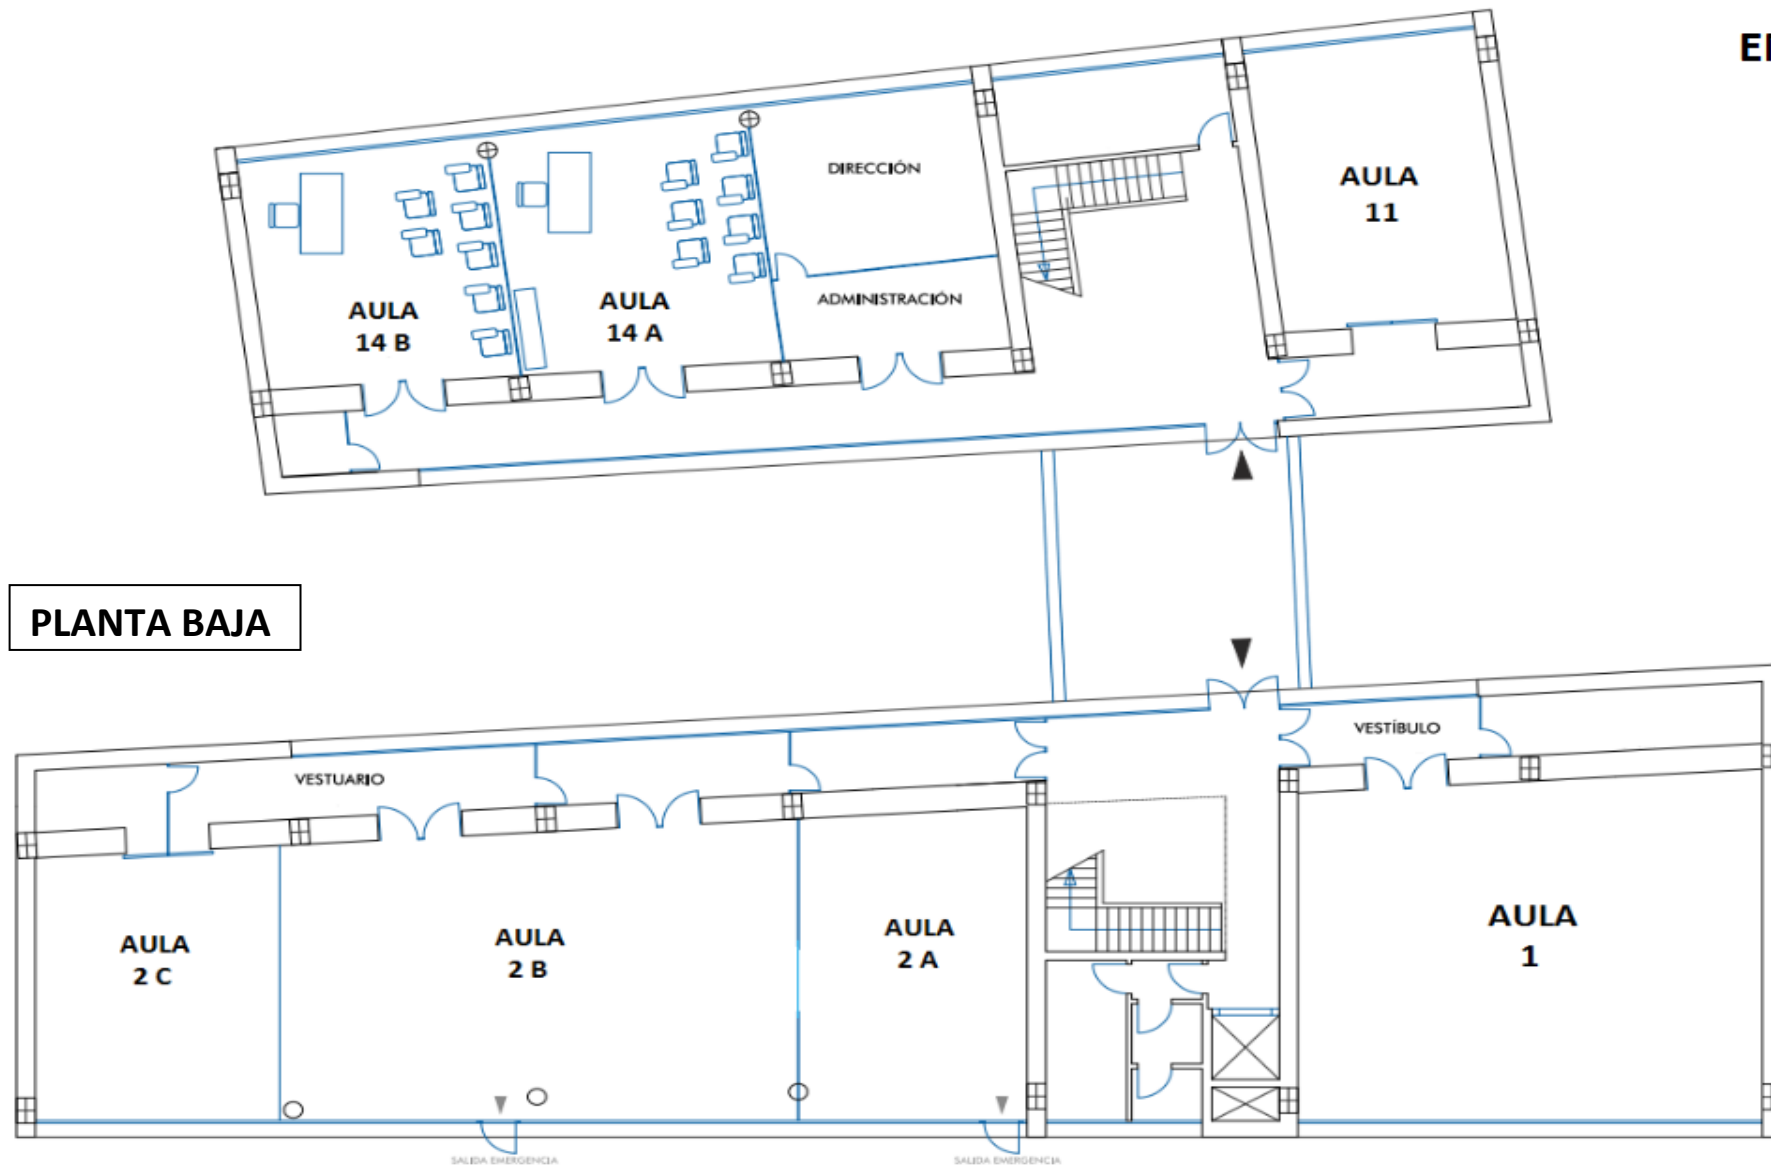 EI
DIRECCIÓN
AULA
11
ADMINISTRACIÓN
AULA
14 B
AULA
14 A
PLANTA BAJA
VESTÍBULO
VESTUARIO
AULA
2 C
AULA
2 B
AULA
2 A
AULA
1
SALIDA EMERGENCIA
SALIDA EMERGENCIA